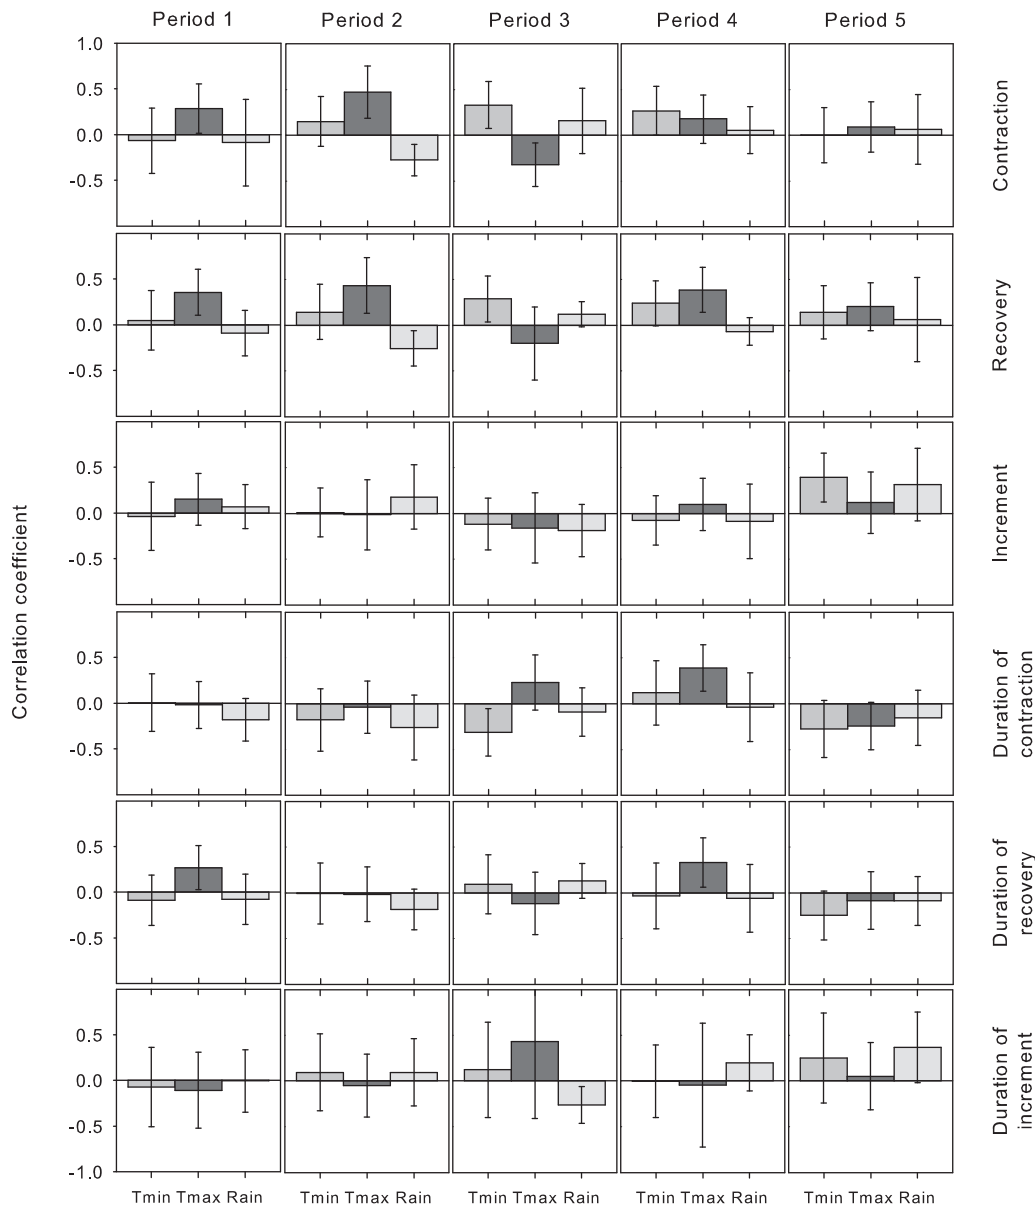 Period 1 Period 2 Period 3 Period 4 Period 5
1.0
0.5
0.0
-0.5
Contraction
0.5
0.0
-0.5
Recovery
0.5
0.0
-0.5
Increment
Correlation coefficient
0.5
0.0
-0.5
Duration of
contraction
0.5
0.0
-0.5
Duration of
recovery
0.5
0.0
-0.5
-1.0
Duration of
increment
Tmin Tmax Rain Tmin Tmax Rain Tmin Tmax Rain Tmin Tmax Rain Tmin Tmax Rain